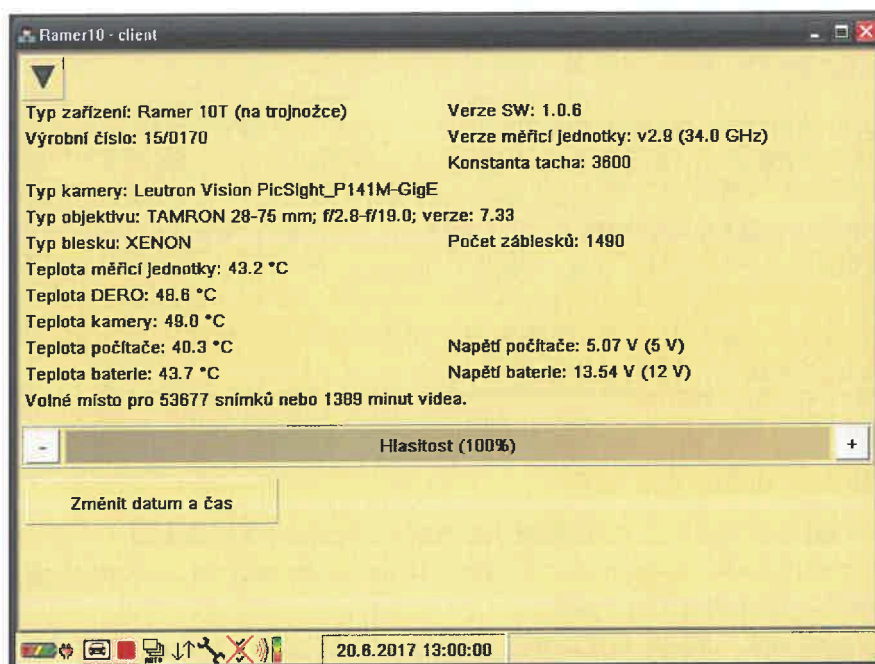 Ramer10 - client
Typ zařízení: Ramer 10T (na trojnožce)
Verze SW: 1.0.6
Výrobní číslo: 15/0170
Verze měřicí jednotky: v2.8 (34.0 GHz)
Konstanta tacha: 3600
Typ kamery: Leutron Vision PicSight_P141M-GigE
Typ objektivu: TAMRON 28-75 mm; f/2.8-f/19.0; verze: 7.33
Typ blesku: XENON
Počet záblesků: 1490
Teplota měřicí jednotky: 43.2 °C
Teplota DERO: 48.6 °C
Teplota kamery: 49.0 °C
Teplota počítače: 40.3 °C
Napětí počítače: 5.07 V (5 V)
Teplota baterie: 43.7 °C
Napětí baterie: 13.54 V (12 V)
Volné místo pro 53677 snímků nebo 1389 minut videa.
- Hlasitost (100%) +
Změnit datum a čas
AUTO
20.6.2017 13:00:00